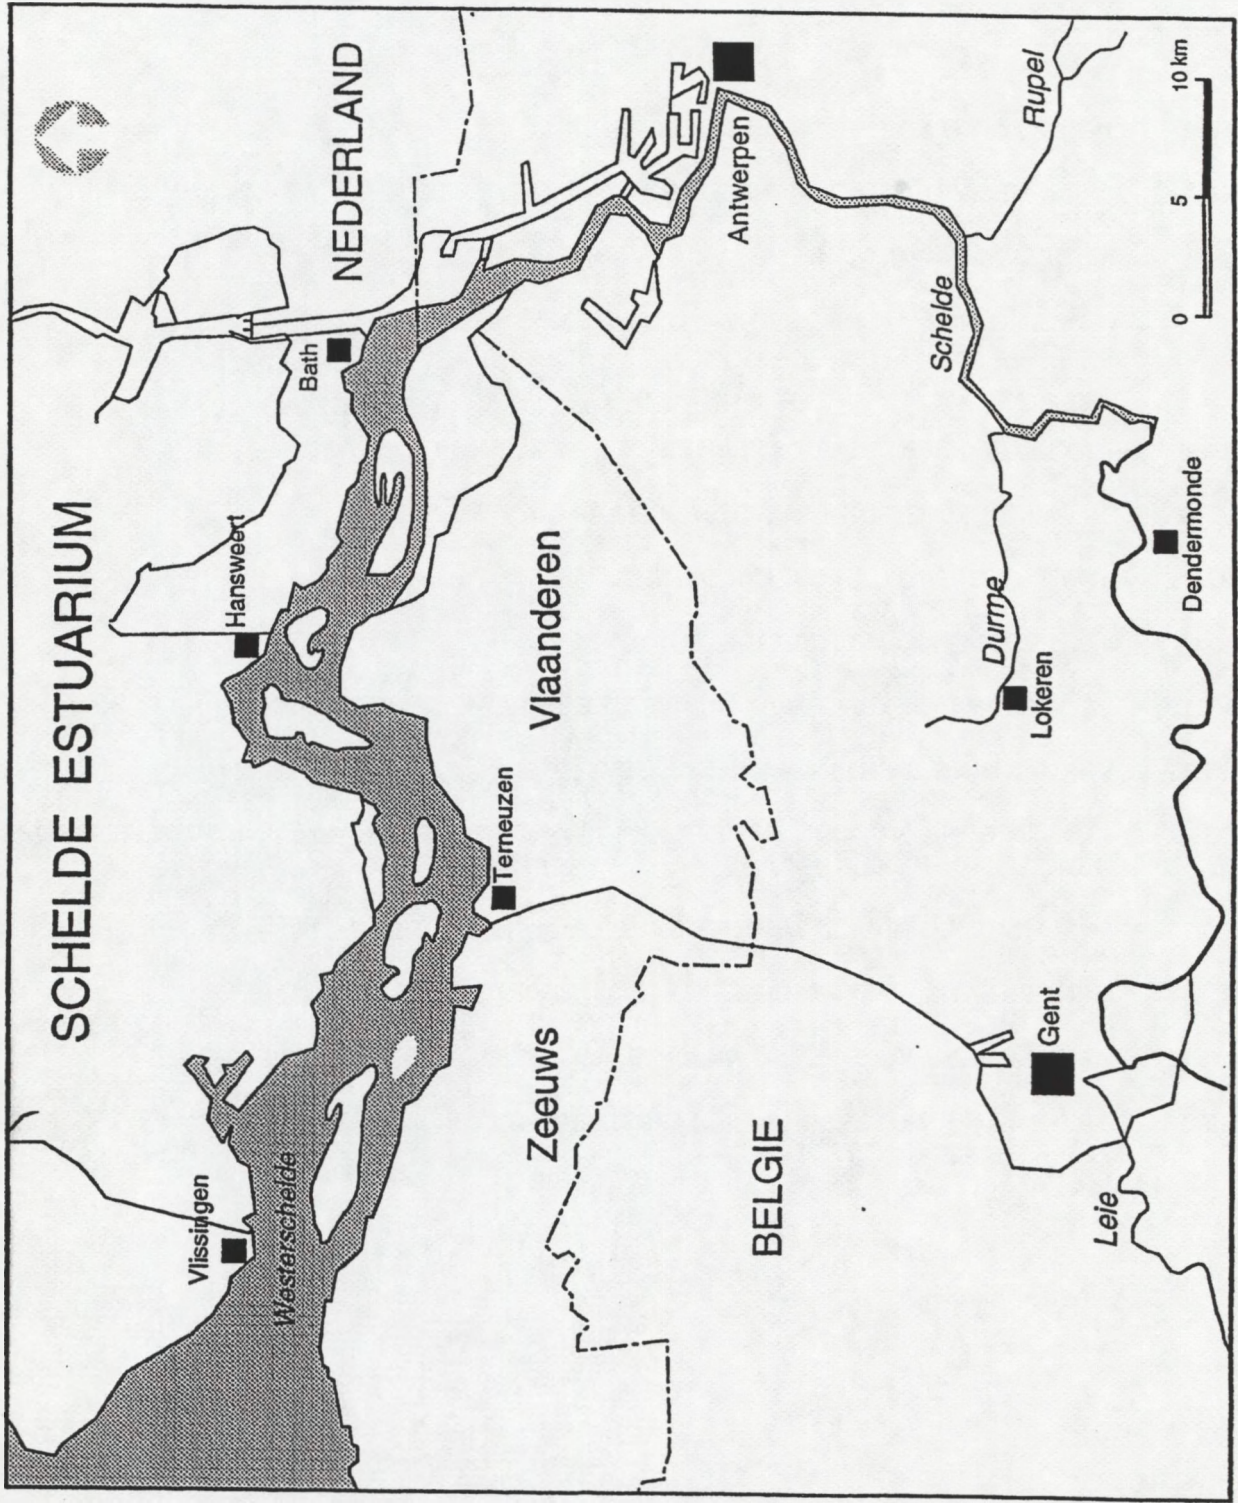 SCHELDE ESTUARIUM
NEDERLAND
Vlissingen
Hansweert
Bath
Westerschelde
Terneuzen
Antwerpen
Zeeuws
Vlaanderen
BELGIE
Schelde
Rupel
Durme
Lokeren
Gent
Dendermonde
Leie
0 5 10 km